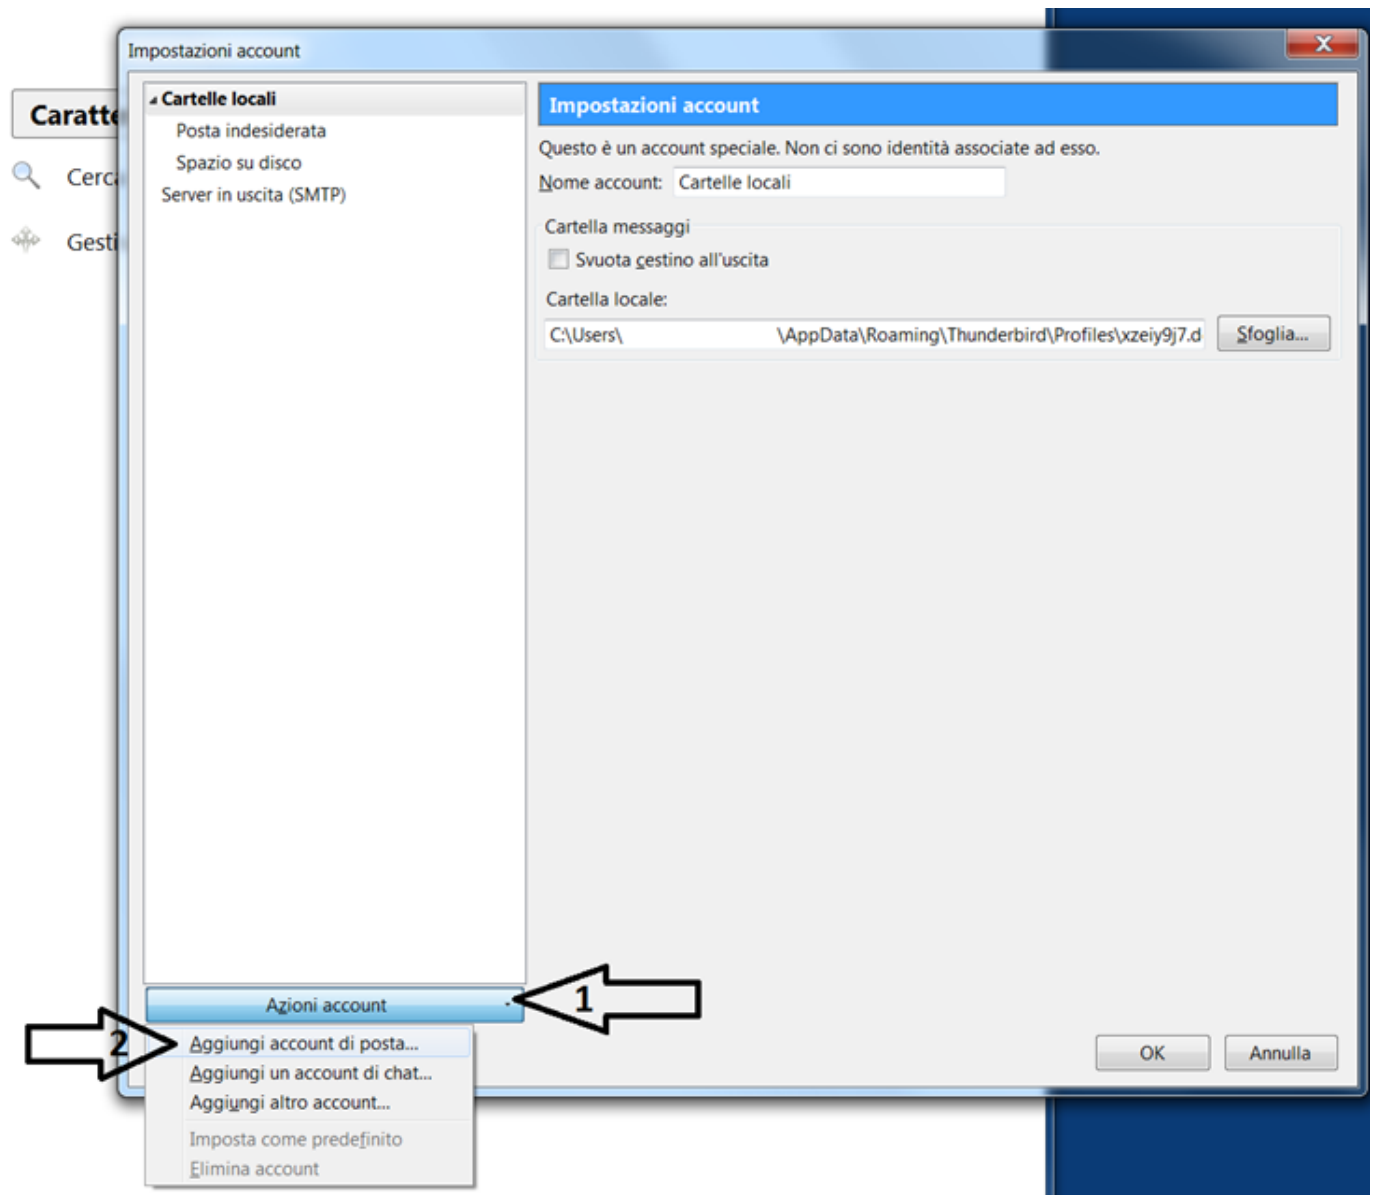 Impostazioni account
Caratte
Cerca
Gesti
Cartelle locali
Posta indesiderata
Spazio su disco
Server in uscita (SMTP)
Impostazioni account
Questo è un account speciale. Non ci sono identità associate ad esso.
Nome account: Cartelle locali
Cartella messaggi
Svuota cestino all'uscita
Cartella locale:
C:\Users\ \AppData\Roaming\Thunderbird\Profiles\xzeiy9j7.d Sfoglia...
Azioni account
1
2
Aggiungi account di posta...
Aggiungi un account di chat...
Aggiungi altro account...
Imposta come predefinito
Elimina account
OK Annulla